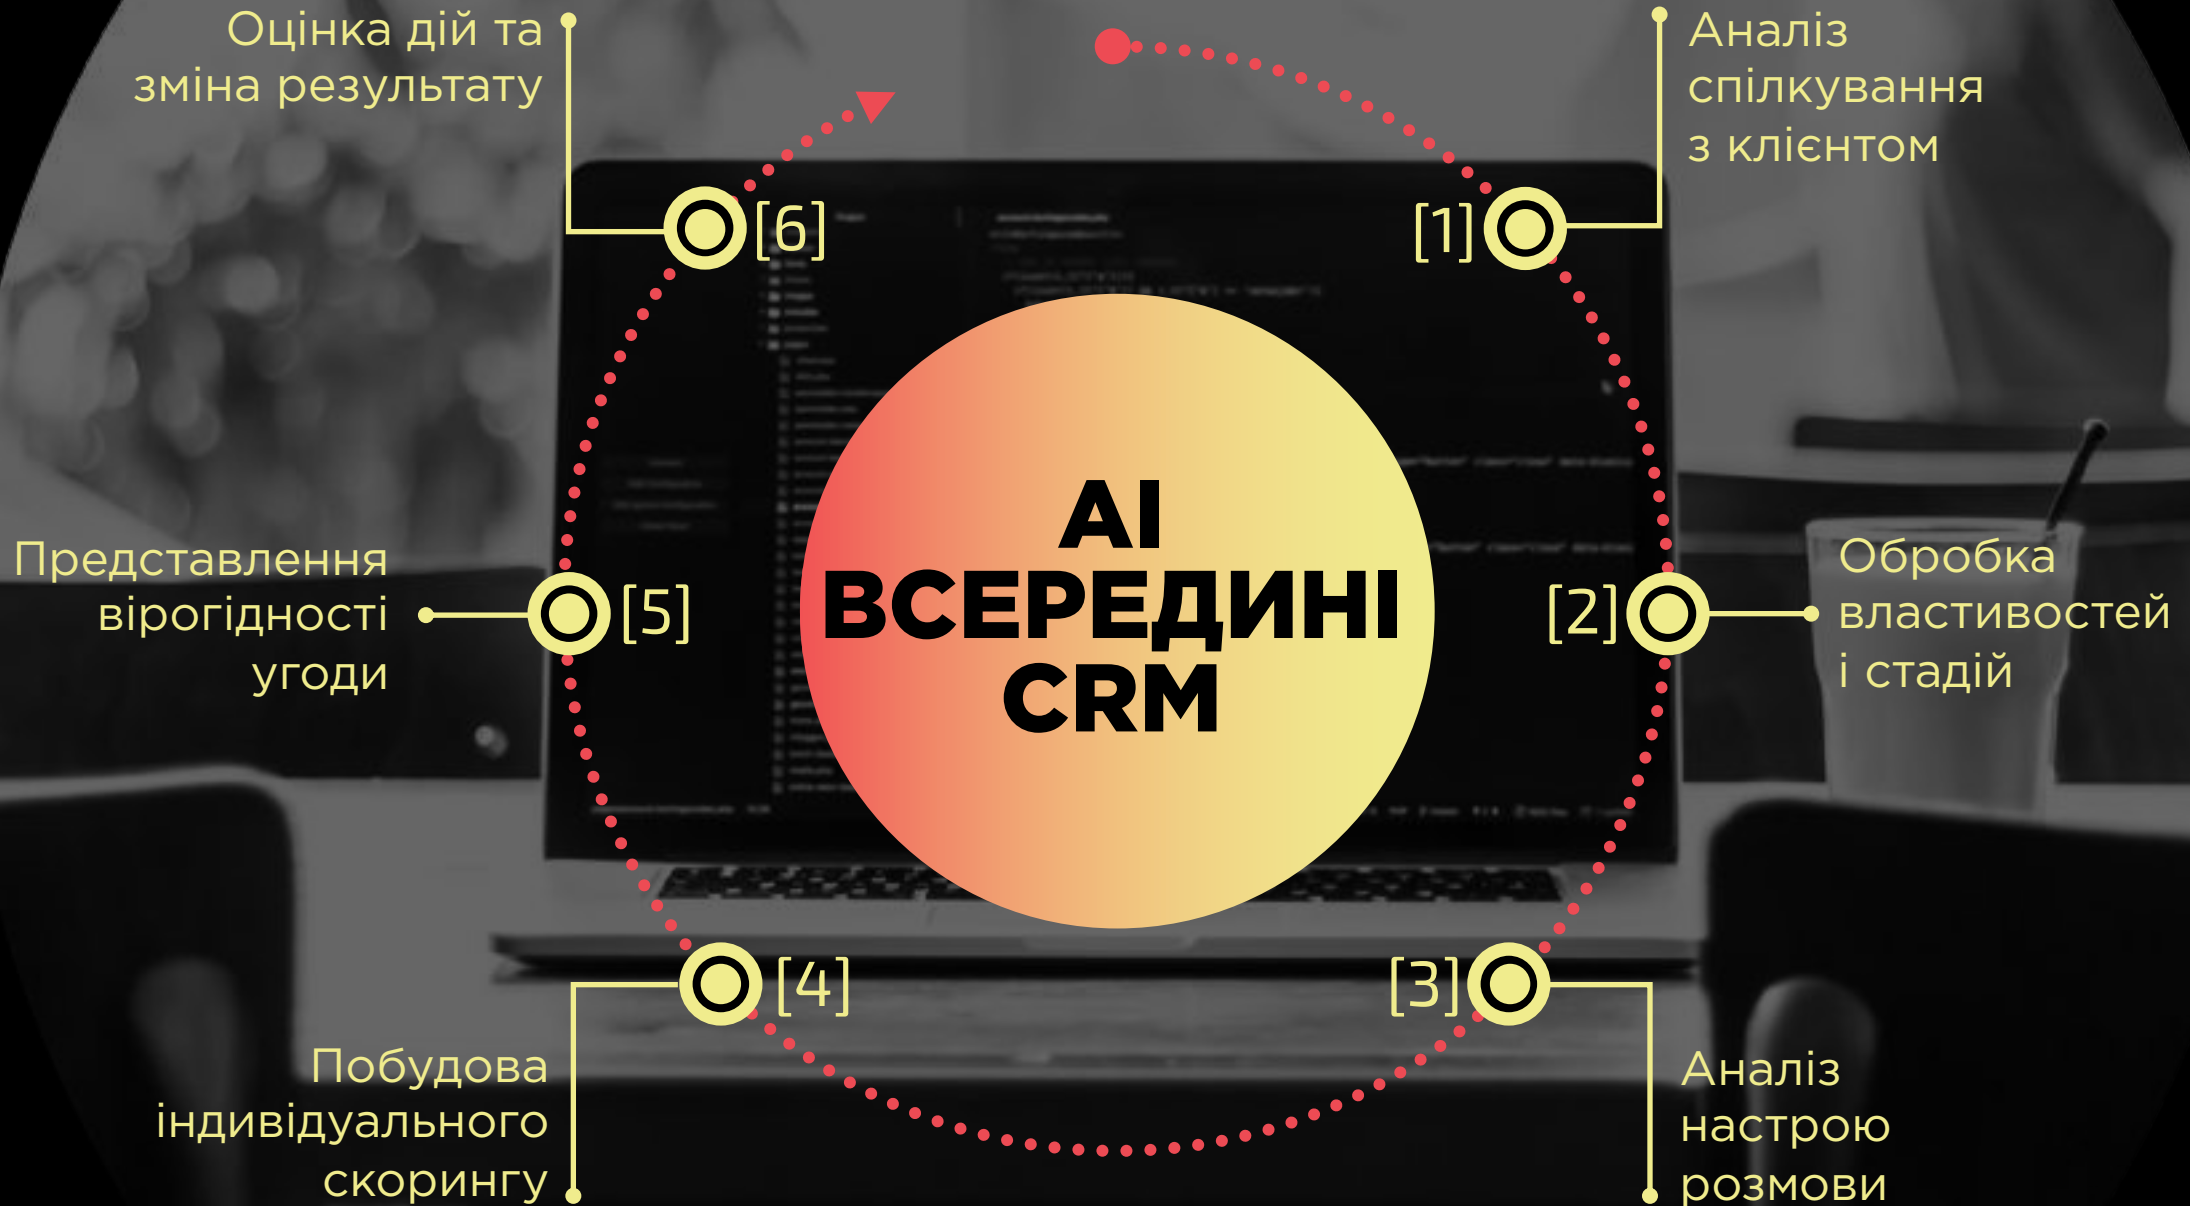 Оцінка дій та
зміна результату
Аналіз
спілкування
з клієнтом
[6]
[1]
АІ
ВСЕРЕДИНІ
CRM
Представлення
вірогідності
угоди
[5]
[2]
Обробка
властивостей
і стадій
[4]
[3]
Побудова
індивідуального
скорингу
Аналіз
настрою
розмови